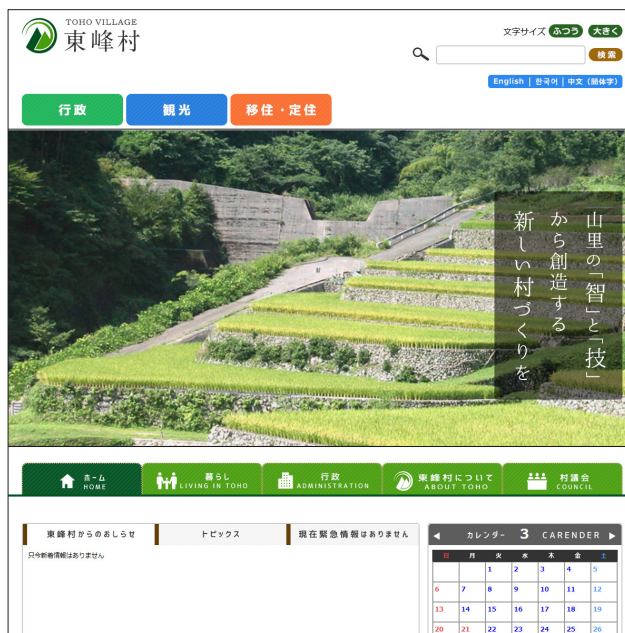 TOHO VILLAGE
東峰村
文字サイズ ふつう 大きく
検索
English | 한국어 | 中文（簡体字）
行政 観光 移住・定住
山里の「智」と「技」
から創造する
新しい村づくりを
ホーム 暮らし 行政 東峰村について 村議会
HOME LIVING IN TOHO ADMINISTRATION ABOUT TOHO COUNCIL
東峰村からのおしらせ トピックス 現在緊急情報はありません
只今新着情報はありません
カレンダー 3 CARENDER
日 月 火 水 木 金 土
1 2 3 4 5
6 7 8 9 10 11 12
13 14 15 16 17 18 19
20 21 22 23 24 25 26